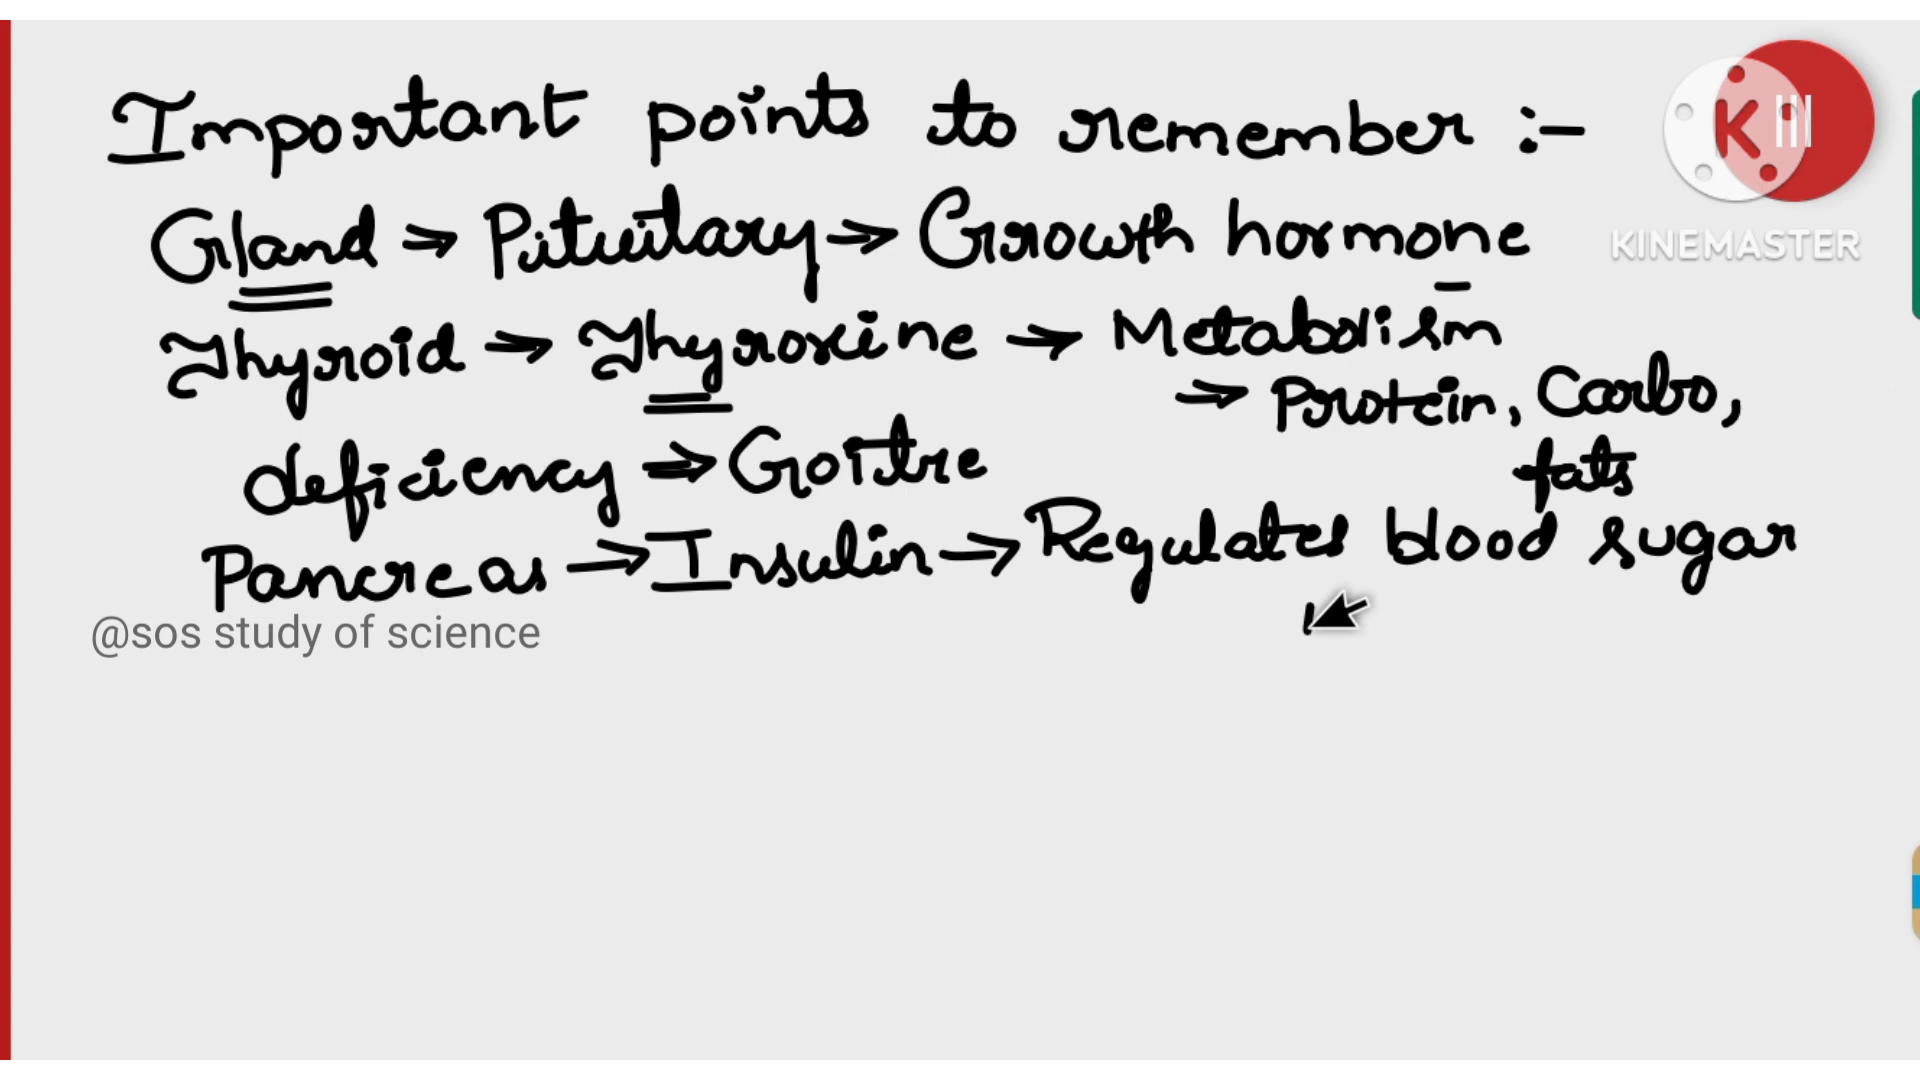 Important points to remember :-
Gland → Pituitary → Growth hormone
Thyroid → Thyroxine → Metabolism
→ Protein, Carbo,
fats
deficiency ⇒ Goitre
Pancreas → Insulin → Regulates blood sugar
@sos study of science
K
KINEMASTER